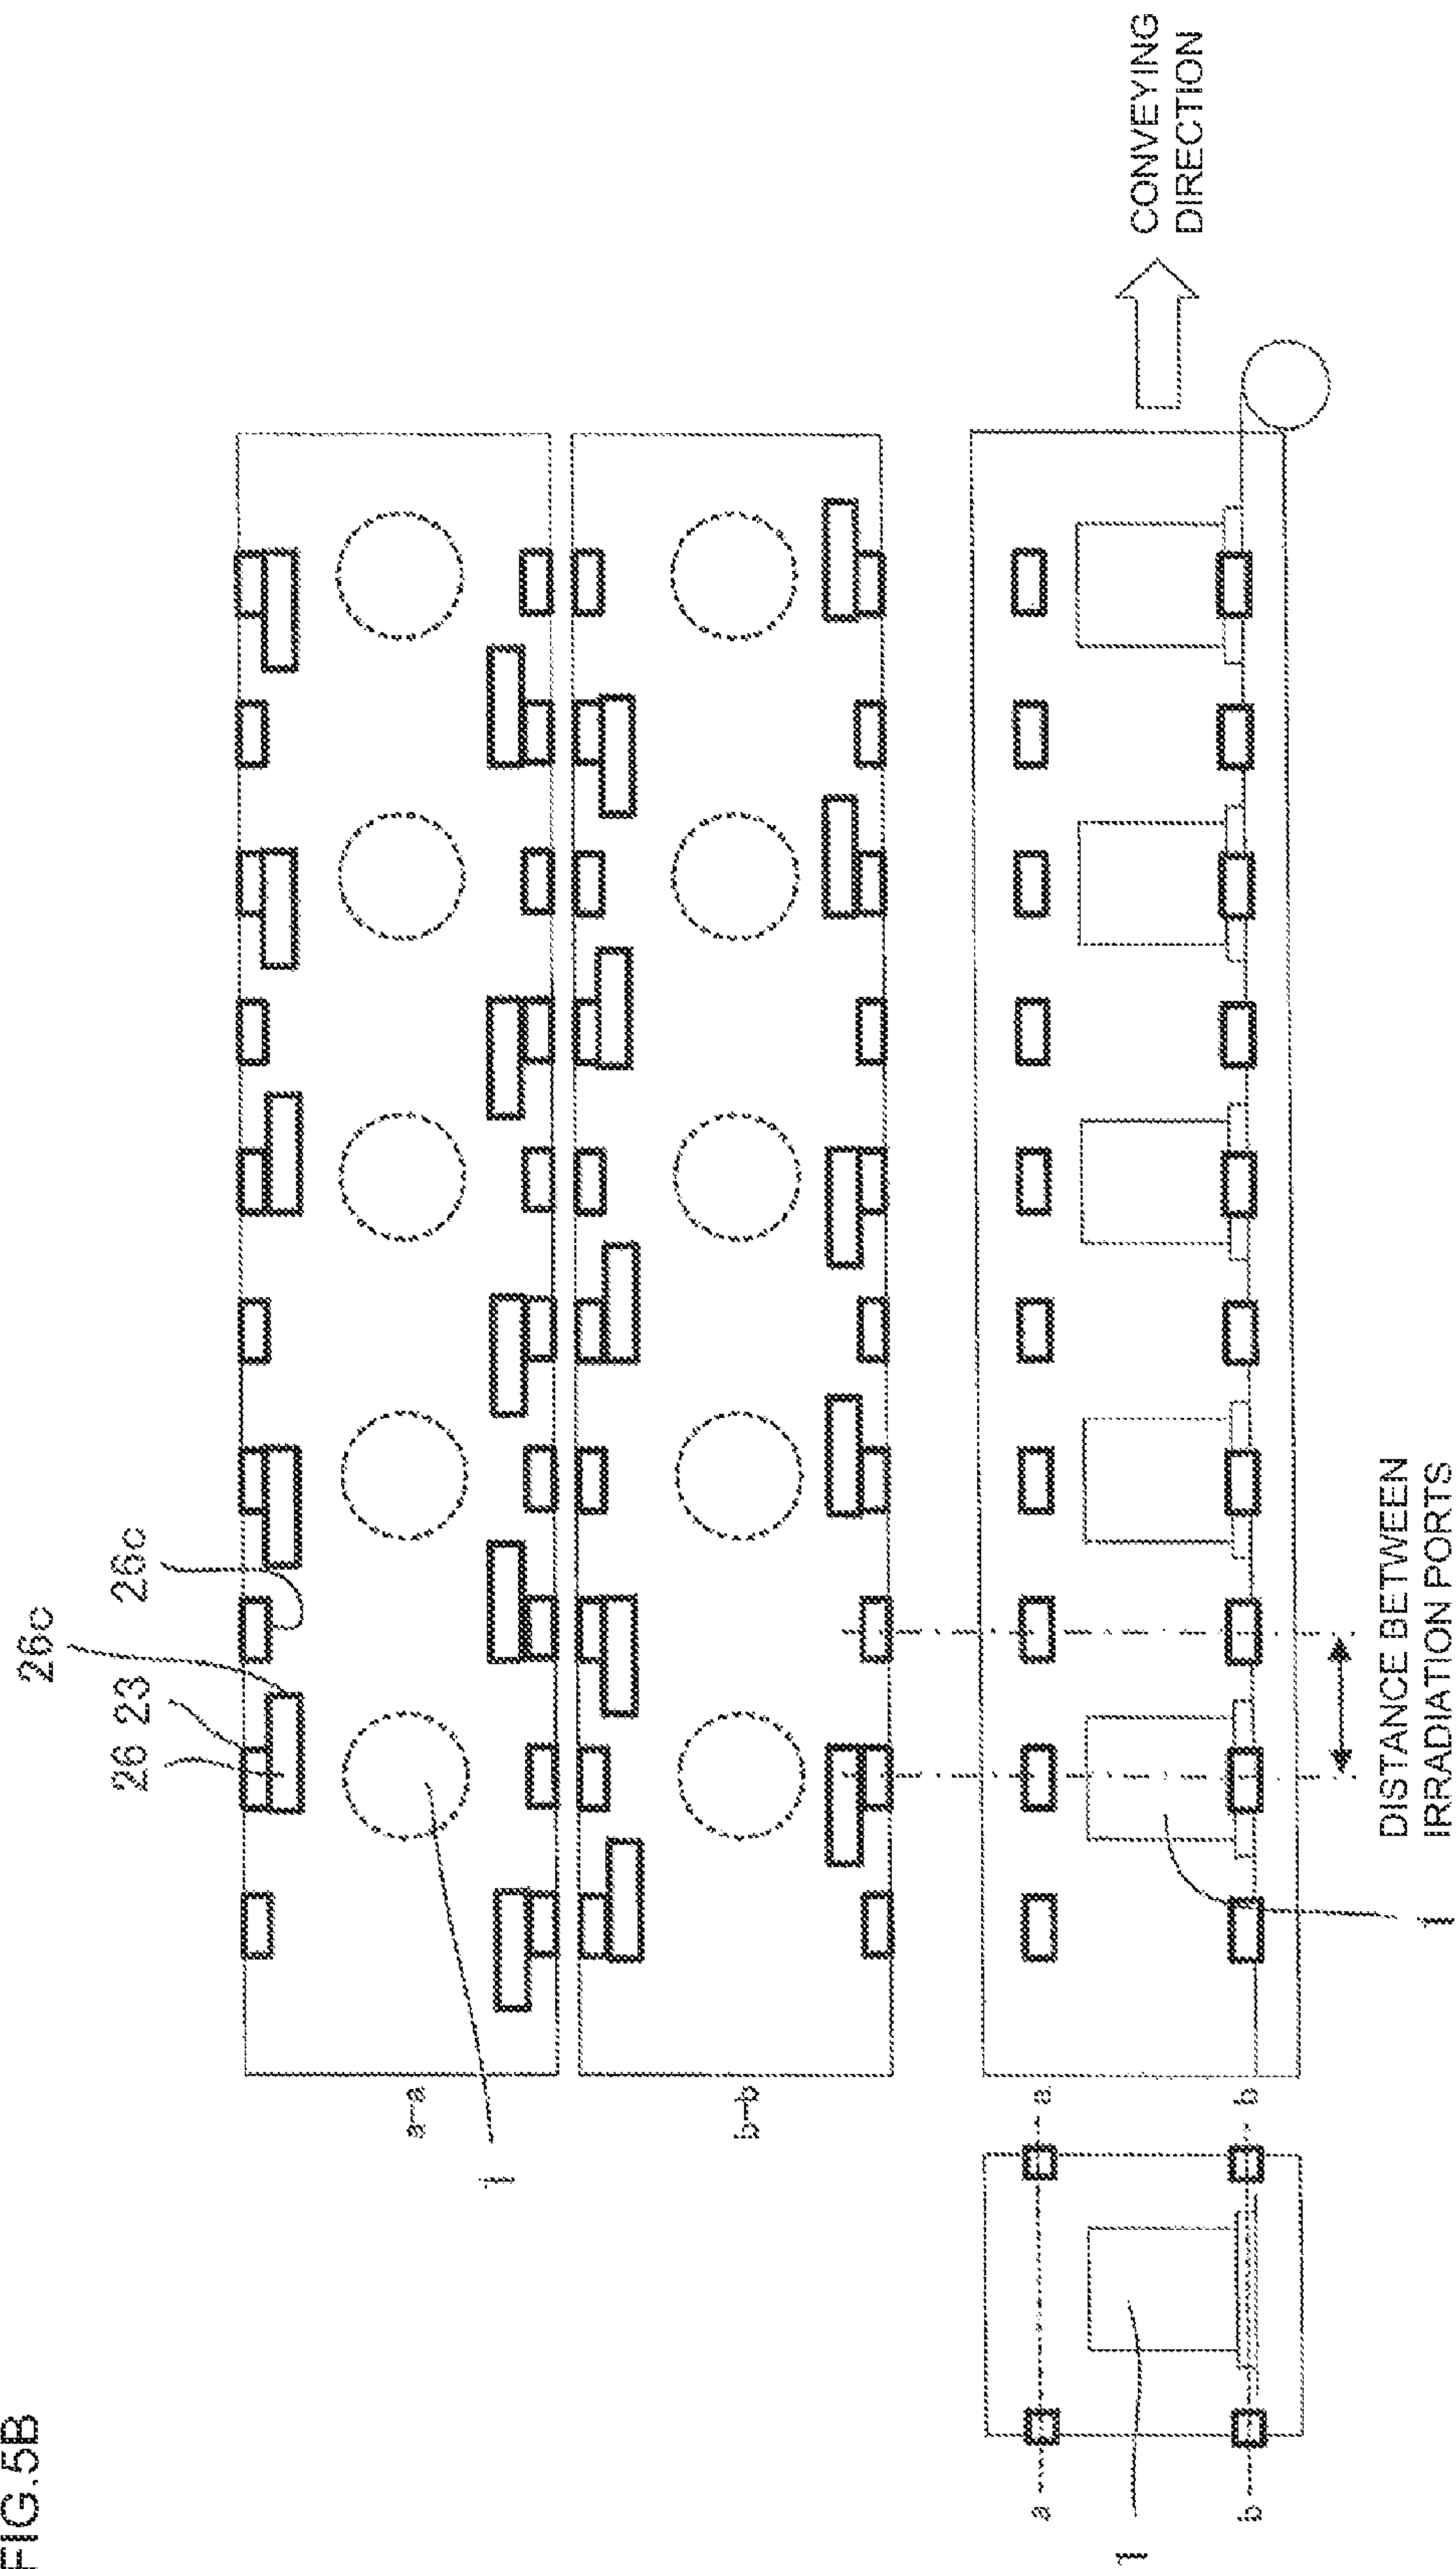 FIG.5B
26c
26 23
26c
1
a-a
b-b
1
a
a
b
b
1
CONVEYING
DIRECTION
DISTANCE BETWEEN
IRRADIATION PORTS